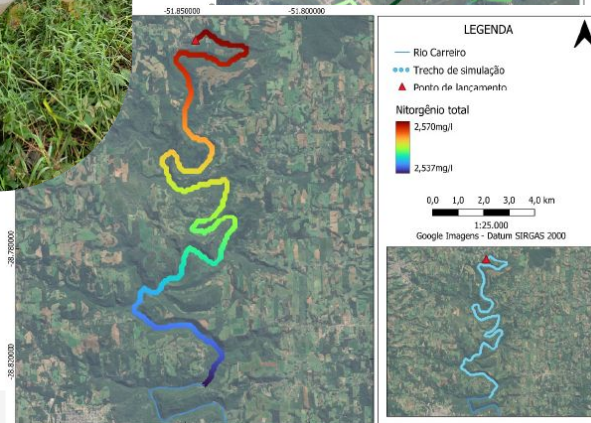 -51.850000
-51.800000
-28.780000
-28.820000
LEGENDA
Rio Carreiro
Trecho de simulação
Ponto de lançamento
Nitorgênio total
2,570mg/l
2,537mg/l
0,0 1,0 2,0 3,0 4,0 km
1:25.000
Google Imagens - Datum SIRGAS 2000